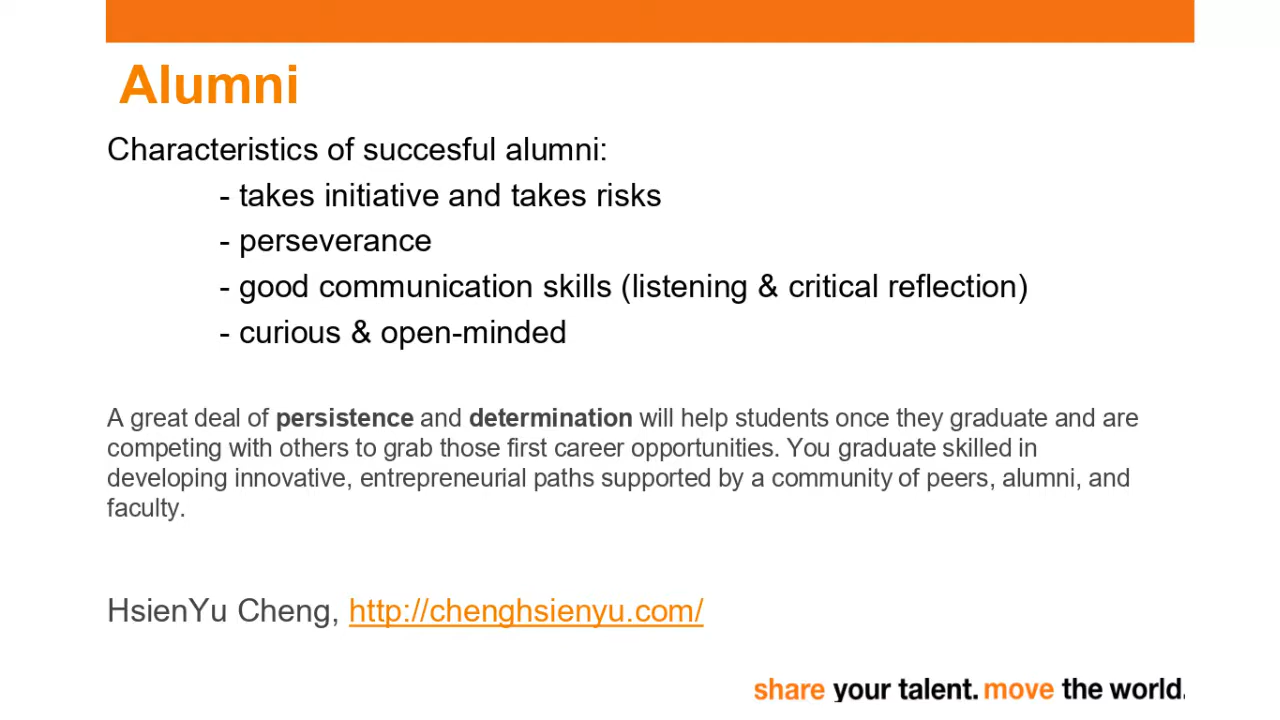 Alumni
Characteristics of succesful alumni:
- takes initiative and takes risks
- perseverance
- good communication skills (listening & critical reflection)
- curious & open-minded
A great deal of persistence and determination will help students once they graduate and are
competing with others to grab those first career opportunities. You graduate skilled in
developing innovative, entrepreneurial paths supported by a community of peers, alumni, and
faculty.
HsienYu Cheng, http://chenghsienyu.com/
share your talent. move the world.